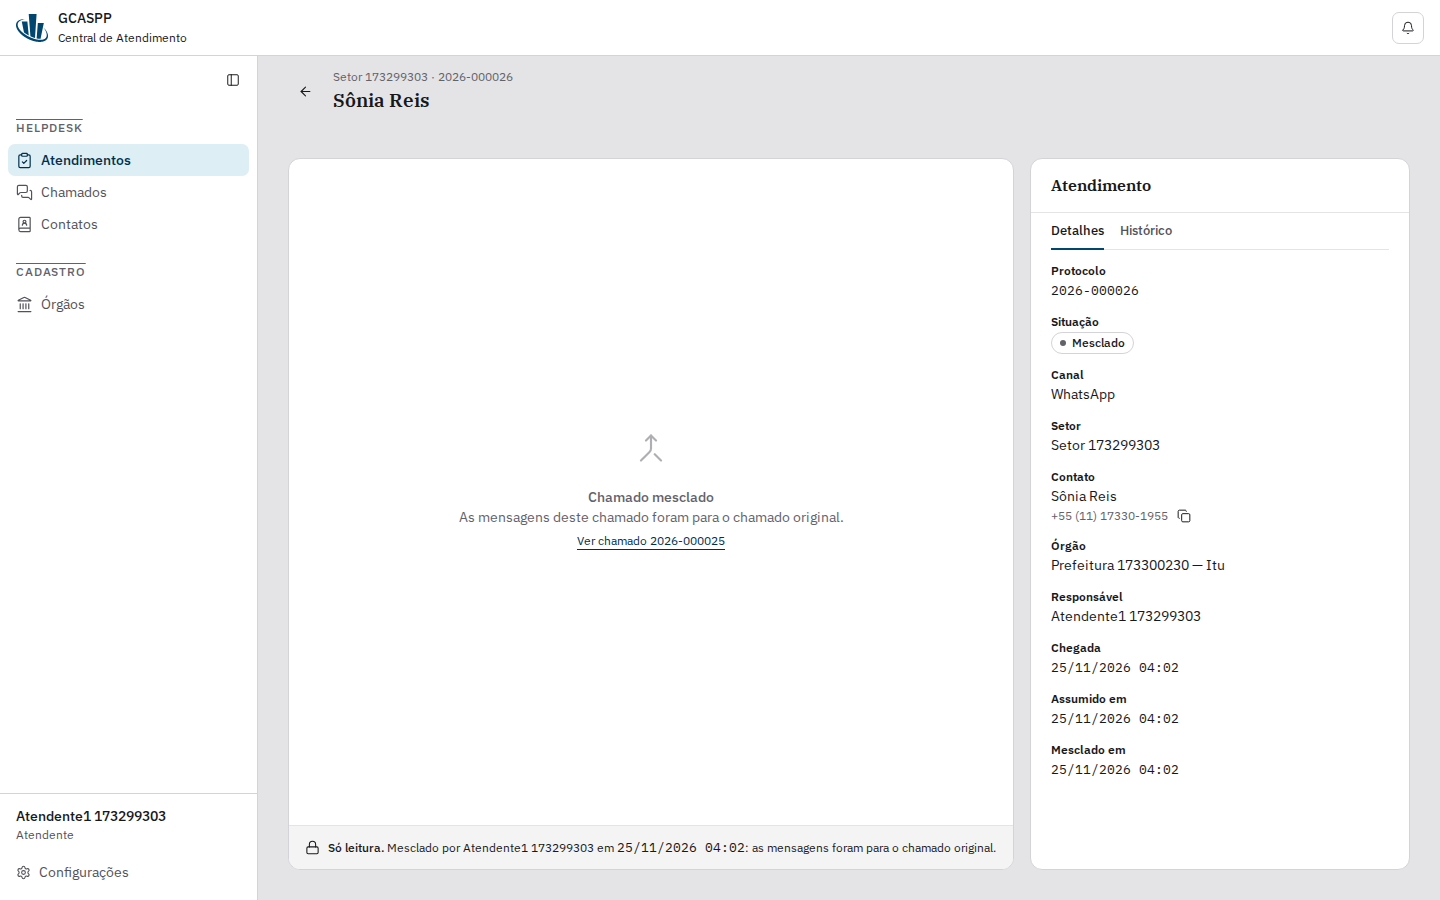 GCASPP
Central de Atendimento
HELPDESK
Atendimentos
Chamados
Contatos
CADASTRO
Órgãos
Atendente1 173299303
Atendente
Configurações
Setor 173299303 · 2026-000026
Sônia Reis
Chamado mesclado
As mensagens deste chamado foram para o chamado original.
Ver chamado 2026-000025
Só leitura. Mesclado por Atendente1 173299303 em 25/11/2026 04:02: as mensagens foram para o chamado original.
Atendimento
Detalhes Histórico
Protocolo
2026-000026
Situação
Mesclado
Canal
WhatsApp
Setor
Setor 173299303
Contato
Sônia Reis
+55 (11) 17330-1955
Órgão
Prefeitura 173300230 — Itu
Responsável
Atendente1 173299303
Chegada
25/11/2026 04:02
Assumido em
25/11/2026 04:02
Mesclado em
25/11/2026 04:02